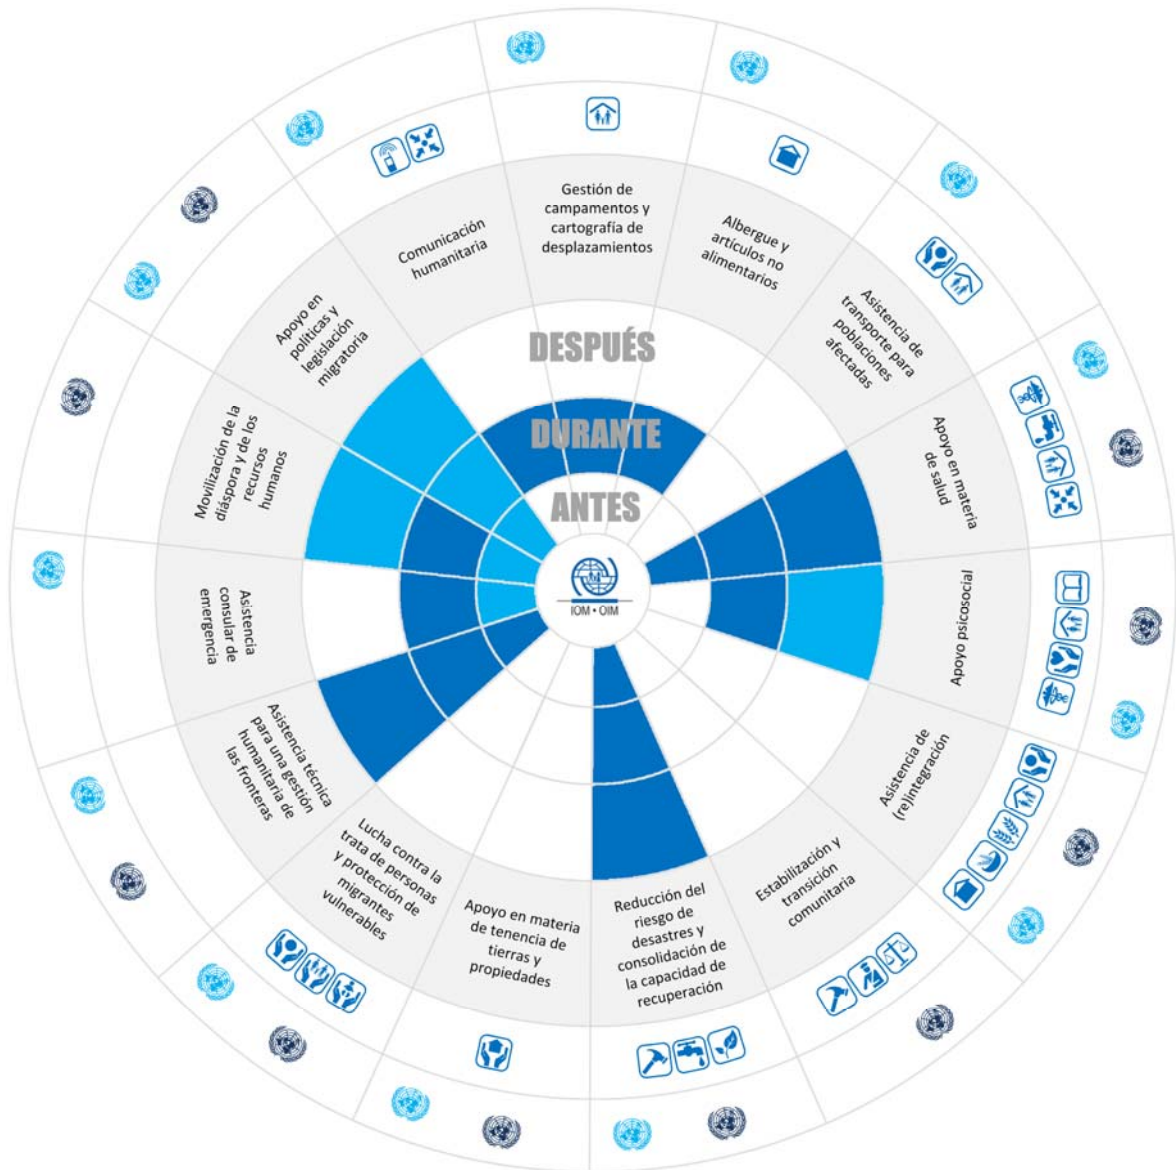 Gestión de
campamentos y
cartografía de
desplazamientos
Albergue y
artículos no
alimentarios
Asistencia de
transporte para
poblaciones
afectadas
Apoyo en materia
de salud
Apoyo psicosocial
Asistencia de
(re)integración
Estabilización y
transición
comunitaria
Reducción del
riesgo de
desastres y
consolidación de
la capacidad de
recuperación
Apoyo en materia
de tenencia de
tierras y
propiedades
Lucha contra la
trata de personas
y protección de
migrantes
vulnerables
Asistencia técnica
para una gestión
humanitaria de
las fronteras
Asistencia
consular de
emergencia
Movilización de la
diáspora y de los
recursos
humanos
Apoyo en
políticas y
legislación
migratoria
Comunicación
humanitaria
DESPUÉS
DURANTE
ANTES
IOM • OIM